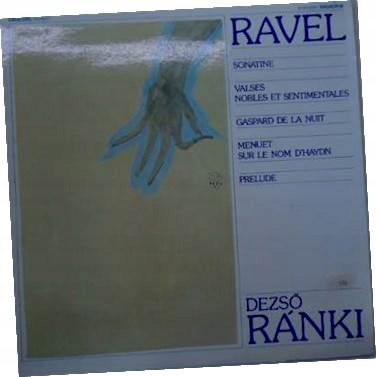 RAVEL
SONATINE
VALSES
NOBLES ET SENTIMENTALES
GASPARD DE LA NUIT
MENUET
SUR LE NOM D'HAYDN
PRELUDE
DEZSŐ
RÁNKI